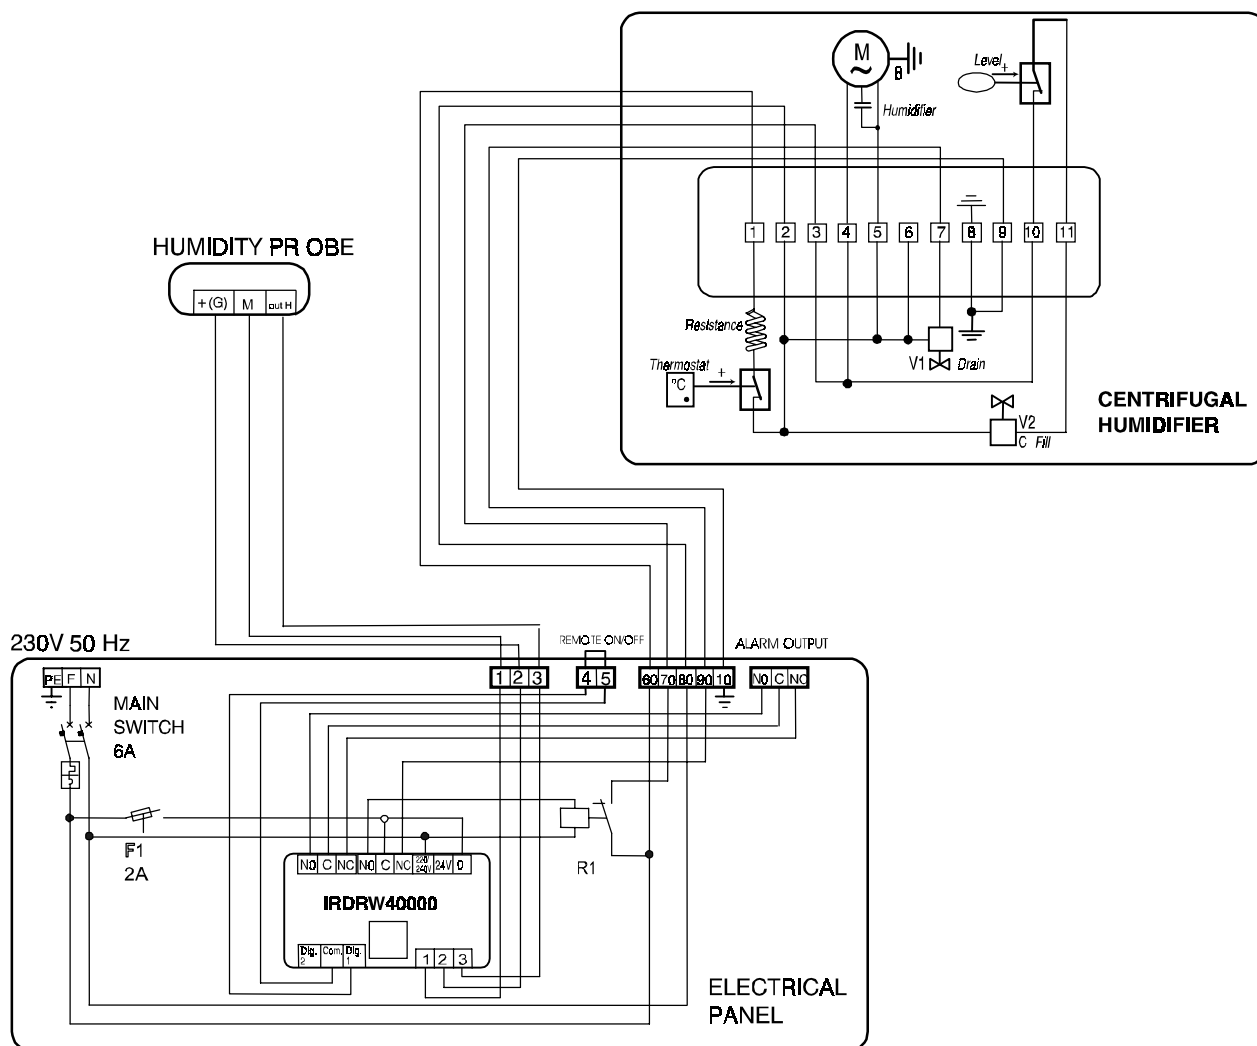 M
~
B
Humidifier
Level
+
1 2 3 4 5 6 7 8 9 10 11
HUMIDITY PR OBE
+ (G) M out H
Resistance
Thermostat
+
°C
V1
Drain
V2
C Fill
CENTRIFUGAL
HUMIDIFIER
230V 50 Hz
REMOTE ON/OFF
ALARM OUTPUT
PE F N
1 2 3
4 5
60 70 80 90 10
NO C NC
MAIN
SWITCH
6A
F1
2A
R1
NO C NC NO C NC 220/ 24V 0
240V
IRDRW40000
Dig. Com. Dig.
2 1
1 2 3
ELECTRICAL
PANEL